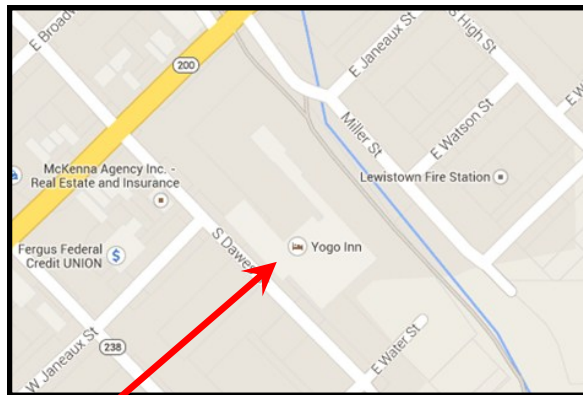 E Broadw
200
E Janeaux St
S High St
Miller St
E Watson St
McKenna Agency Inc. -
Real Estate and Insurance
Lewistown Fire Station
Yogo Inn
Fergus Federal
Credit UNION
$
S Dawes
238
W Janeaux St
E Water St
E W